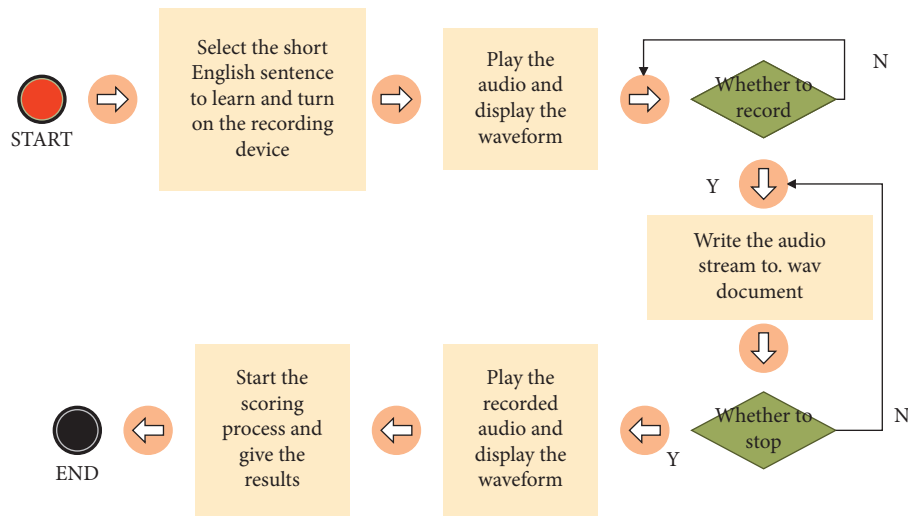 START
Select the short
English sentence
to learn and turn
on the recording
device
Play the
audio and
display the
waveform
Whether to
record
N
Y
Write the audio
stream to. wav
document
Whether to
stop
N
Y
Play the
recorded
audio and
display the
waveform
Start the
scoring
process and
give the
results
END